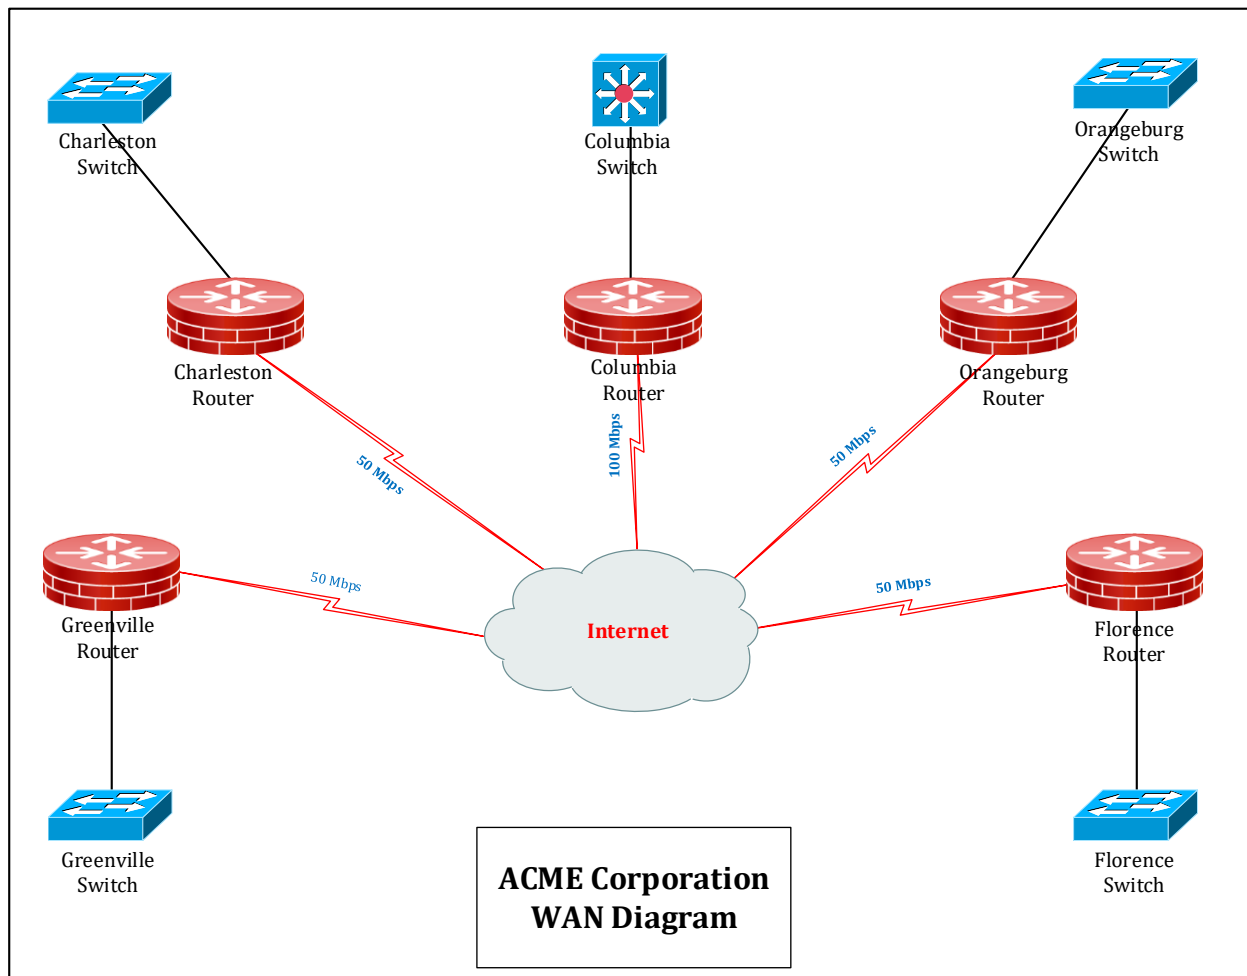 Charleston
Switch
Columbia
Switch
Orangeburg
Switch
Charleston
Router
Columbia
Router
Orangeburg
Router
50 Mbps
100 Mbps
50 Mbps
50 Mbps
50 Mbps
Greenville
Router
Internet
Florence
Router
Greenville
Switch
Florence
Switch
ACME Corporation
WAN Diagram